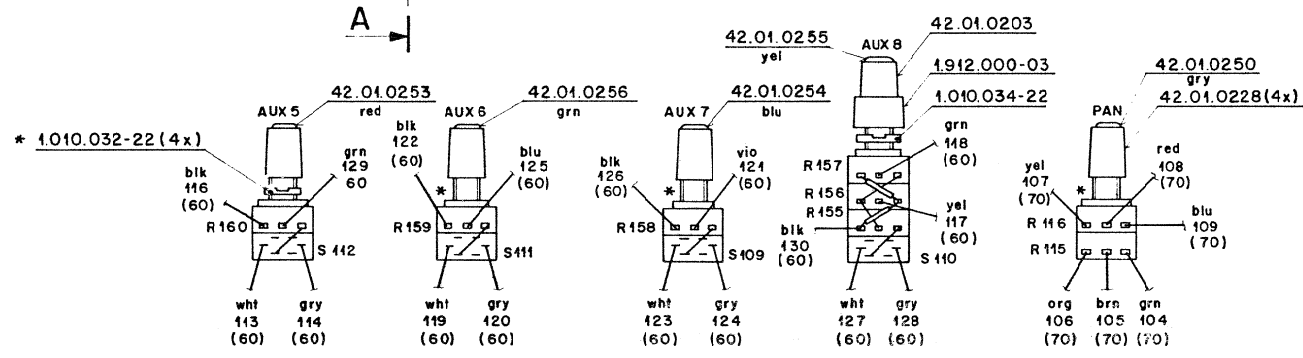 A
42.01.0255
yel
AUX 8
42.01.0203
1.912.000-03
1.010.034-22
42.01.0250
gry
42.01.0228 (4x)
AUX 5
42.01.0253
red
AUX 6
42.01.0256
grn
AUX 7
42.01.0254
blu
PAN
* 1.010.032-22 (4x)
blk
116
(60)
grn
129
60
R160
S 112
wht
113
(60)
gry
114
(60)
blk
122
(60)
*
blu
125
(60)
R159
S111
wht
119
(60)
gry
120
(60)
blk
126
(60)
*
vio
121
(60)
R158
S109
wht
123
(60)
gry
124
(60)
grn
118
(60)
R157
R156
R155
yel
117
(60)
blk
130
(60)
S 110
wht
127
(60)
gry
128
(60)
yel
107
(70)
*
red
108
(70)
R 116
blu
109
(70)
R 115
org
106
(70)
brn
105
(70)
grn
104
(70)